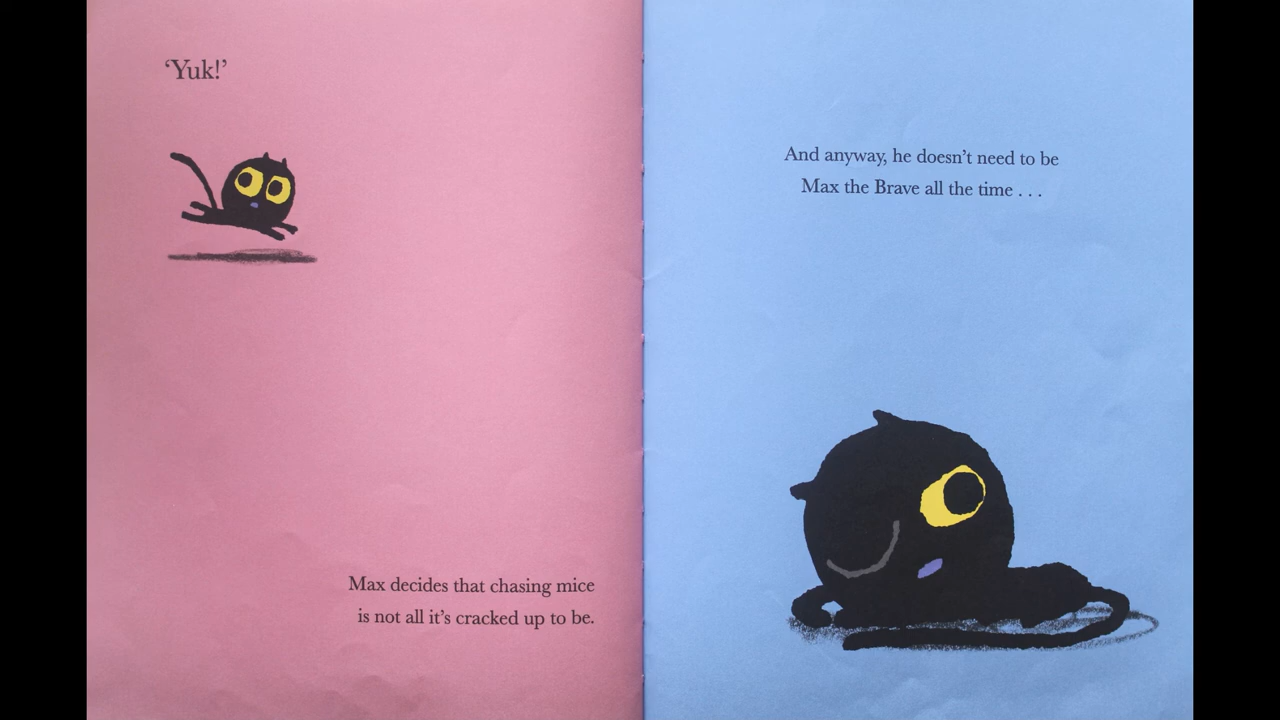 ‘Yuk!’
Max decides that chasing mice
is not all it’s cracked up to be.
And anyway, he doesn’t need to be
Max the Brave all the time . . .